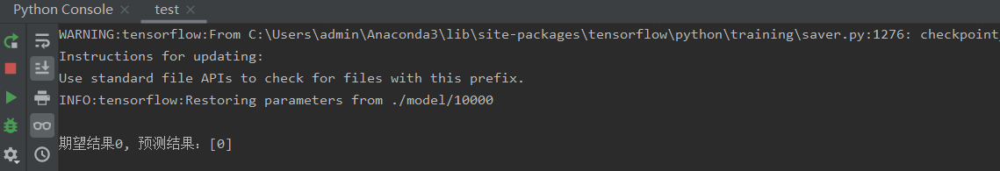 Python Console × test ×
WARNING:tensorflow:From C:\Users\admin\Anaconda3\lib\site-packages\tensorflow\python\training\saver.py:1276: checkpoint_
Instructions for updating:
Use standard file APIs to check for files with this prefix.
INFO:tensorflow:Restoring parameters from ./model/10000
期望结果0, 预测结果：[0]